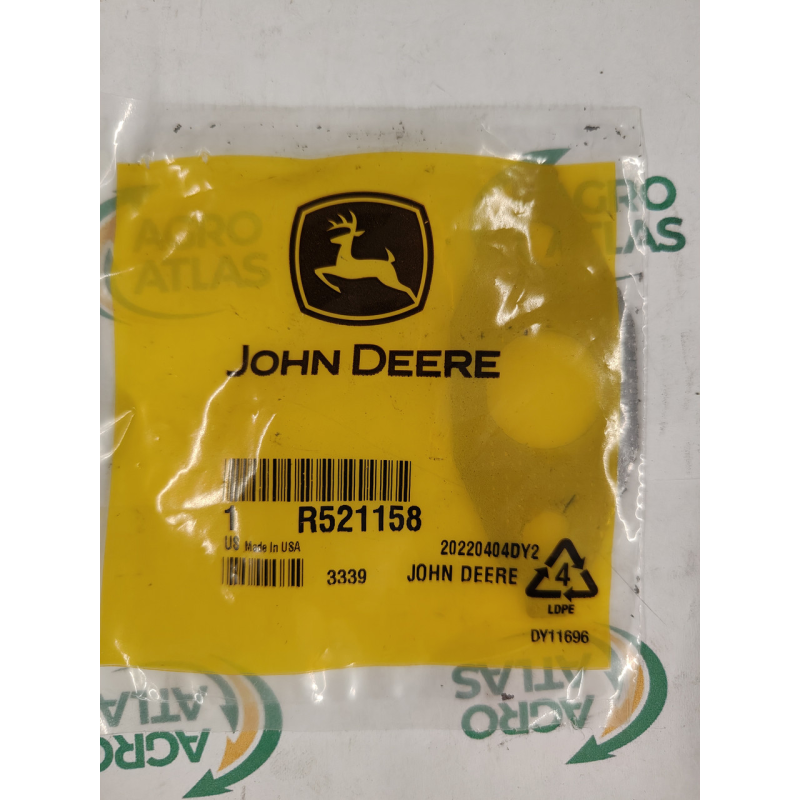 AGRO
ATLAS
AGRO
ATLAS
JOHN DEERE
1 R521158
US Made In USA
20220404DY2
3339 JOHN DEERE
4
LDPE
DY11696
ATLAS
AGRO
ATLAS
AGRO